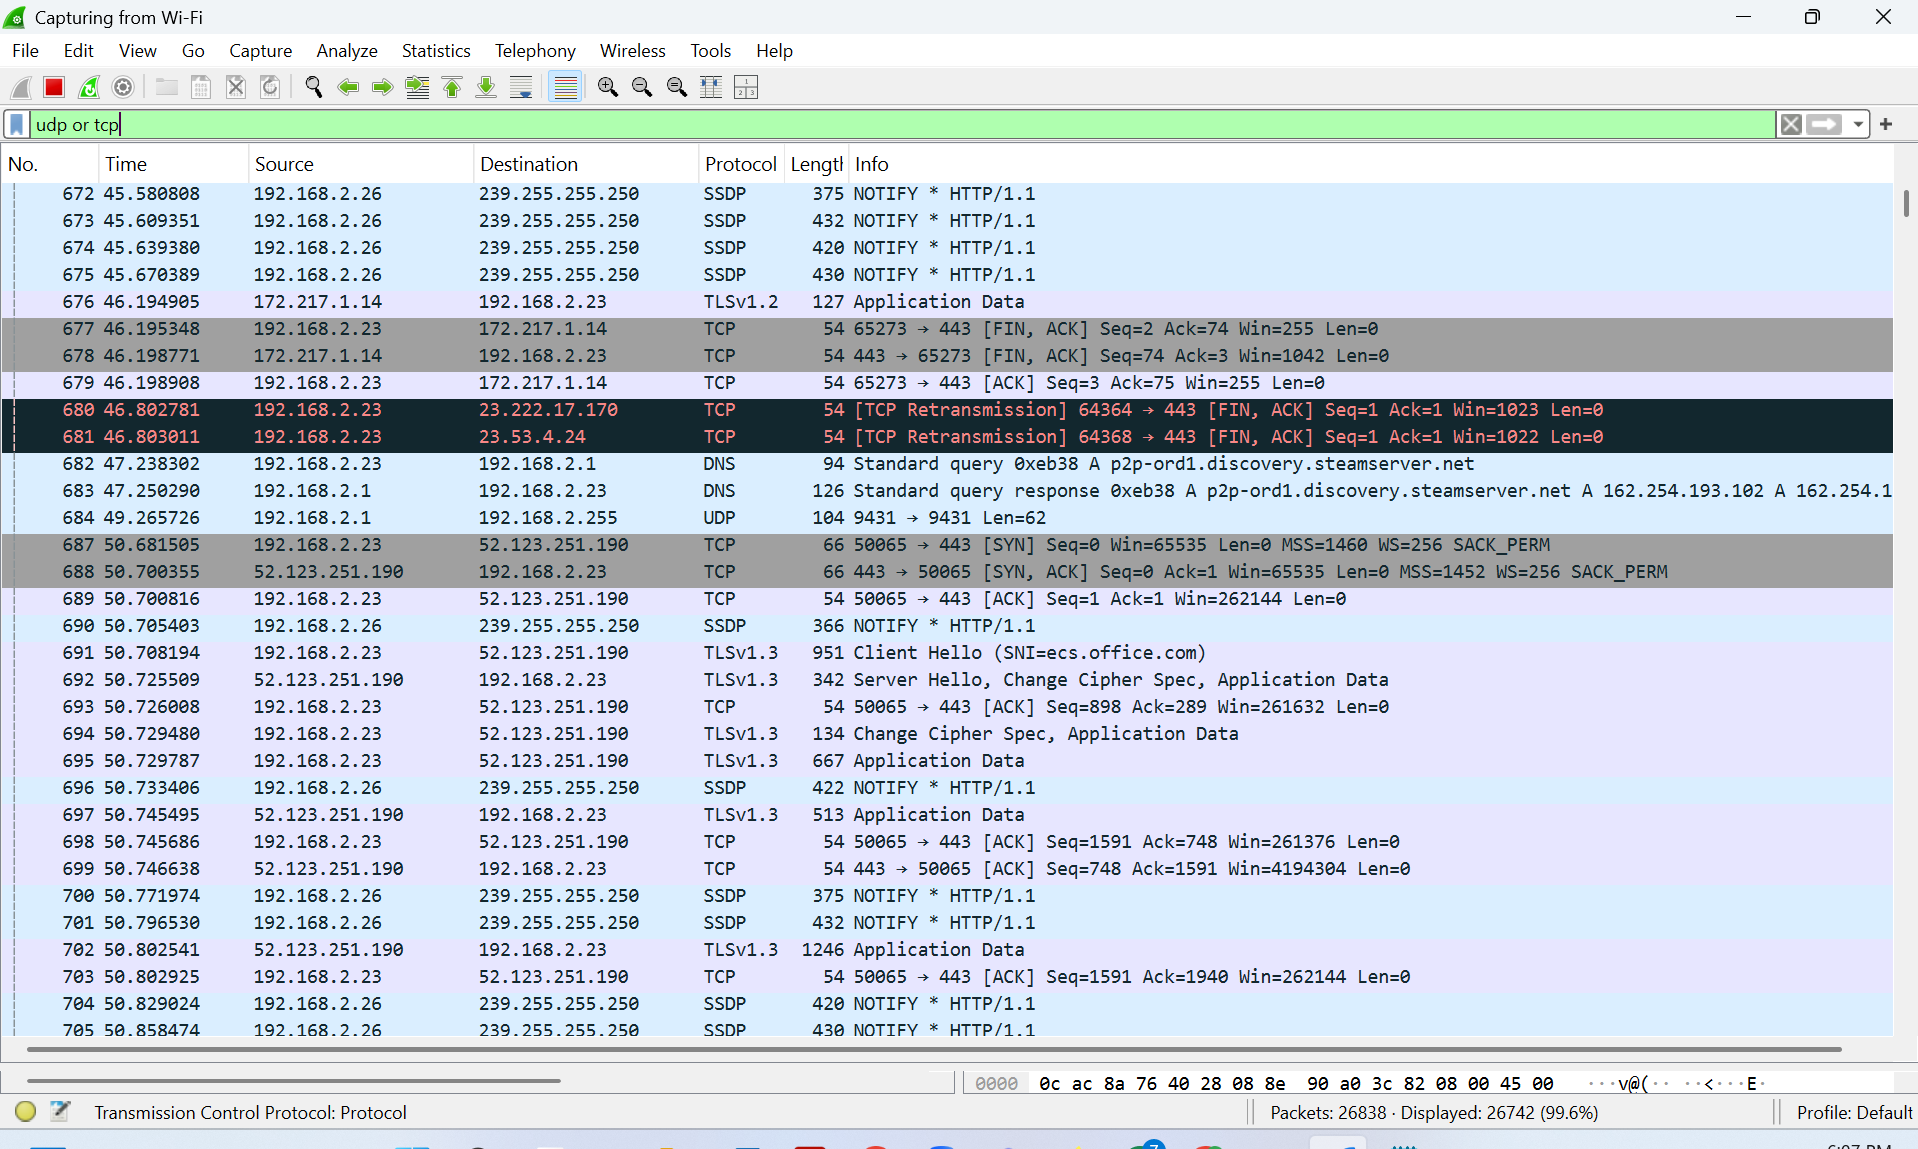 Capturing from Wi-Fi
File Edit View Go Capture Analyze Statistics Telephony Wireless Tools Help
udp or tcp
No. Time Source Destination Protocol Length Info
672 45.580808 192.168.2.26 239.255.255.250 SSDP 375 NOTIFY * HTTP/1.1
673 45.609351 192.168.2.26 239.255.255.250 SSDP 432 NOTIFY * HTTP/1.1
674 45.639380 192.168.2.26 239.255.255.250 SSDP 420 NOTIFY * HTTP/1.1
675 45.670389 192.168.2.26 239.255.255.250 SSDP 430 NOTIFY * HTTP/1.1
676 46.194905 172.217.1.14 192.168.2.23 TLSv1.2 127 Application Data
677 46.195348 192.168.2.23 172.217.1.14 TCP 54 65273 → 443 [FIN, ACK] Seq=2 Ack=74 Win=255 Len=0
678 46.198771 172.217.1.14 192.168.2.23 TCP 54 443 → 65273 [FIN, ACK] Seq=74 Ack=3 Win=1042 Len=0
679 46.198908 192.168.2.23 172.217.1.14 TCP 54 65273 → 443 [ACK] Seq=3 Ack=75 Win=255 Len=0
680 46.802781 192.168.2.23 23.222.17.170 TCP 54 [TCP Retransmission] 64364 → 443 [FIN, ACK] Seq=1 Ack=1 Win=1023 Len=0
681 46.803011 192.168.2.23 23.53.4.24 TCP 54 [TCP Retransmission] 64368 → 443 [FIN, ACK] Seq=1 Ack=1 Win=1022 Len=0
682 47.238302 192.168.2.23 192.168.2.1 DNS 94 Standard query 0xeb38 A p2p-ord1.discovery.steamserver.net
683 47.250290 192.168.2.1 192.168.2.23 DNS 126 Standard query response 0xeb38 A p2p-ord1.discovery.steamserver.net A 162.254.193.102 A 162.254.1
684 49.265726 192.168.2.1 192.168.2.255 UDP 104 9431 → 9431 Len=62
687 50.681505 192.168.2.23 52.123.251.190 TCP 66 50065 → 443 [SYN] Seq=0 Win=65535 Len=0 MSS=1460 WS=256 SACK_PERM
688 50.700355 52.123.251.190 192.168.2.23 TCP 66 443 → 50065 [SYN, ACK] Seq=0 Ack=1 Win=65535 Len=0 MSS=1452 WS=256 SACK_PERM
689 50.700816 192.168.2.23 52.123.251.190 TCP 54 50065 → 443 [ACK] Seq=1 Ack=1 Win=262144 Len=0
690 50.705403 192.168.2.26 239.255.255.250 SSDP 366 NOTIFY * HTTP/1.1
691 50.708194 192.168.2.23 52.123.251.190 TLSv1.3 951 Client Hello (SNI=ecs.office.com)
692 50.725509 52.123.251.190 192.168.2.23 TLSv1.3 342 Server Hello, Change Cipher Spec, Application Data
693 50.726008 192.168.2.23 52.123.251.190 TCP 54 50065 → 443 [ACK] Seq=898 Ack=289 Win=261632 Len=0
694 50.729480 192.168.2.23 52.123.251.190 TLSv1.3 134 Change Cipher Spec, Application Data
695 50.729787 192.168.2.23 52.123.251.190 TLSv1.3 667 Application Data
696 50.733406 192.168.2.26 239.255.255.250 SSDP 422 NOTIFY * HTTP/1.1
697 50.745495 52.123.251.190 192.168.2.23 TLSv1.3 513 Application Data
698 50.745686 192.168.2.23 52.123.251.190 TCP 54 50065 → 443 [ACK] Seq=1591 Ack=748 Win=261376 Len=0
699 50.746638 52.123.251.190 192.168.2.23 TCP 54 443 → 50065 [ACK] Seq=748 Ack=1591 Win=4194304 Len=0
700 50.771974 192.168.2.26 239.255.255.250 SSDP 375 NOTIFY * HTTP/1.1
701 50.796530 192.168.2.26 239.255.255.250 SSDP 432 NOTIFY * HTTP/1.1
702 50.802541 52.123.251.190 192.168.2.23 TLSv1.3 1246 Application Data
703 50.802925 192.168.2.23 52.123.251.190 TCP 54 50065 → 443 [ACK] Seq=1591 Ack=1940 Win=262144 Len=0
704 50.829024 192.168.2.26 239.255.255.250 SSDP 420 NOTIFY * HTTP/1.1
705 50.858474 192.168.2.26 239.255.255.250 SSDP 430 NOTIFY * HTTP/1.1
0000 0c ac 8a 76 40 28 08 8e 90 a0 3c 82 08 00 45 00 ···v@(·· ··<···E·
Transmission Control Protocol: Protocol
Packets: 26838 · Displayed: 26742 (99.6%)
Profile: Default